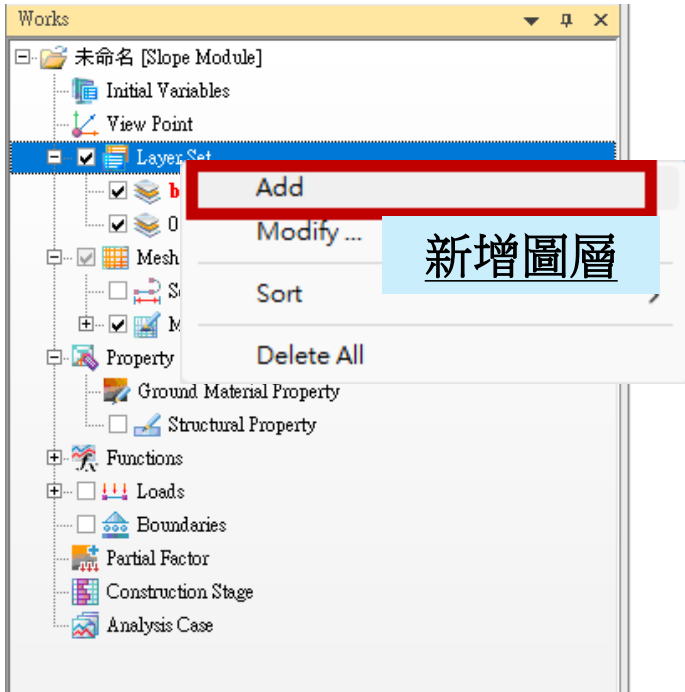 Works
未命名 [Slope Module]
Initial Variables
View Point
Layer Set
b
0
Mesh
S
M
Property
Ground Material Property
Structural Property
Functions
Loads
Boundaries
Partial Factor
Construction Stage
Analysis Case
Add
Modify ...
Sort
Delete All
新增圖層